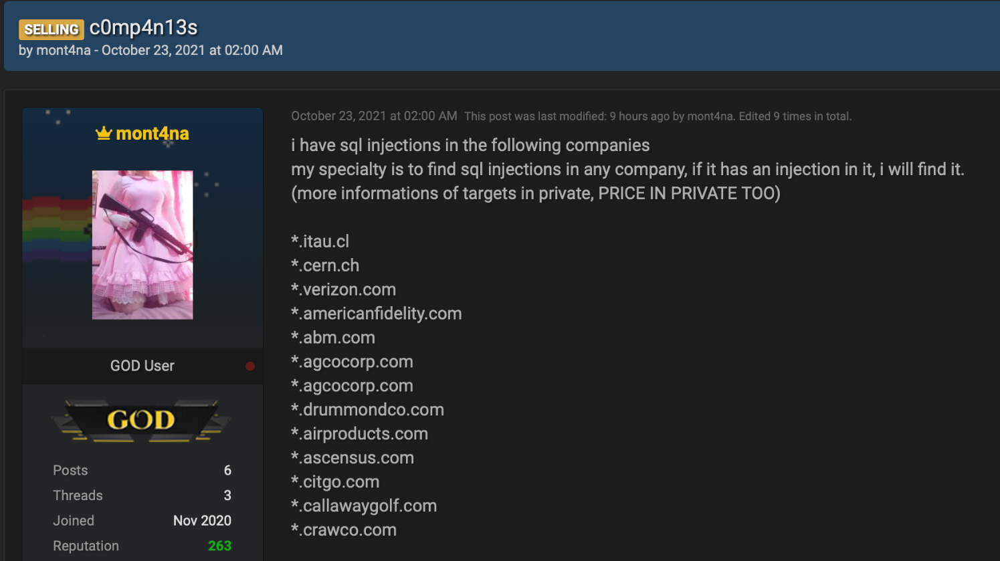 SELLING c0mp4n13s
by mont4na - October 23, 2021 at 02:00 AM
mont4na
GOD User
GOD
Posts 6
Threads 3
Joined Nov 2020
Reputation 263
October 23, 2021 at 02:00 AM This post was last modified: 9 hours ago by mont4na. Edited 9 times in total.
i have sql injections in the following companies
my specialty is to find sql injections in any company, if it has an injection in it, i will find it.
(more informations of targets in private, PRICE IN PRIVATE TOO)
*.itau.cl
*.cern.ch
*.verizon.com
*.americanfidelity.com
*.abm.com
*.agcocorp.com
*.agcocorp.com
*.drummondco.com
*.airproducts.com
*.ascensus.com
*.citgo.com
*.callawaygolf.com
*.crawco.com